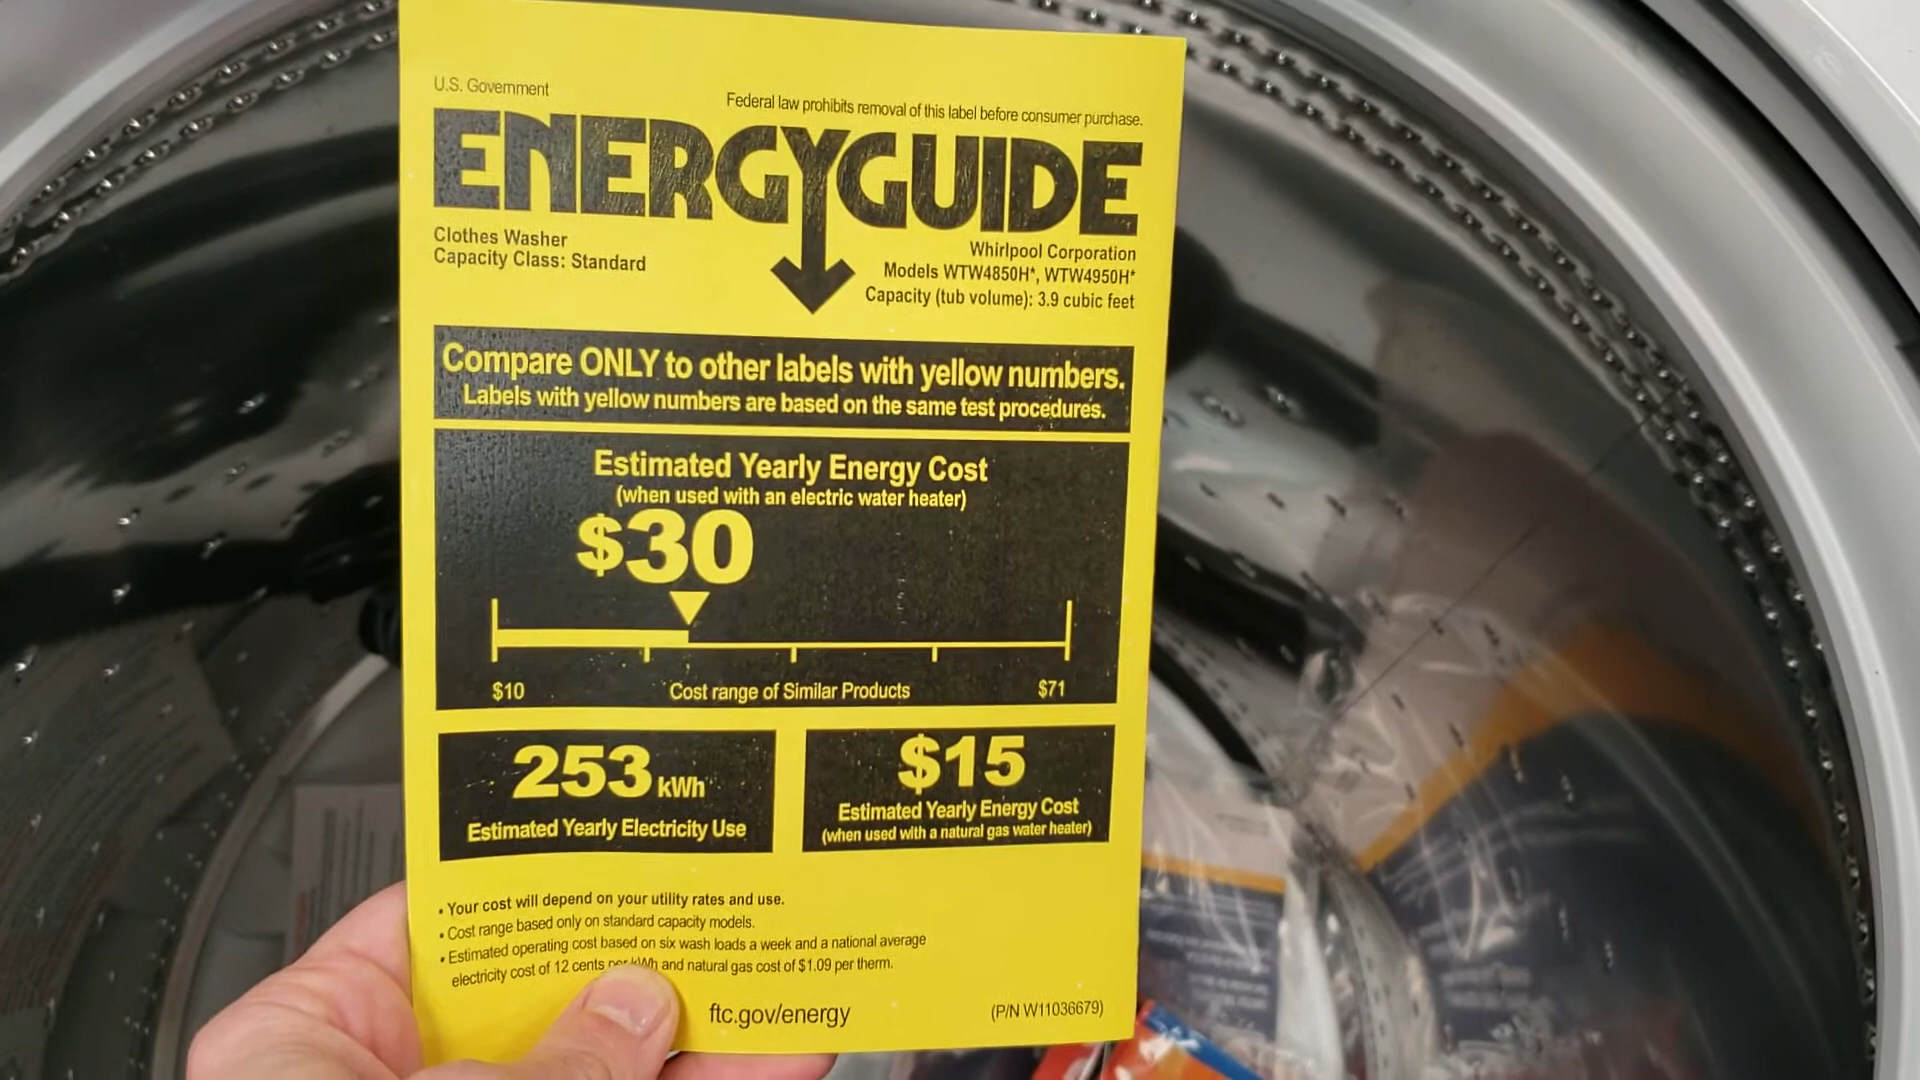 U.S. Government
Federal law prohibits removal of this label before consumer purchase.
ENERGYGUIDE
Clothes Washer
Capacity Class: Standard
Whirlpool Corporation
Models WTW4850H*, WTW4950H*
Capacity (tub volume): 3.9 cubic feet
Compare ONLY to other labels with yellow numbers.
Labels with yellow numbers are based on the same test procedures.
Estimated Yearly Energy Cost
(when used with an electric water heater)
$30
$10 Cost range of Similar Products $71
253 kWh
Estimated Yearly Electricity Use
$15
Estimated Yearly Energy Cost
(when used with a natural gas water heater)
• Your cost will depend on your utility rates and use.
• Cost range based only on standard capacity models.
• Estimated operating cost based on six wash loads a week and a national average
electricity cost of 12 cents per kWh and natural gas cost of $1.09 per therm.
ftc.gov/energy
(P/N W11036679)